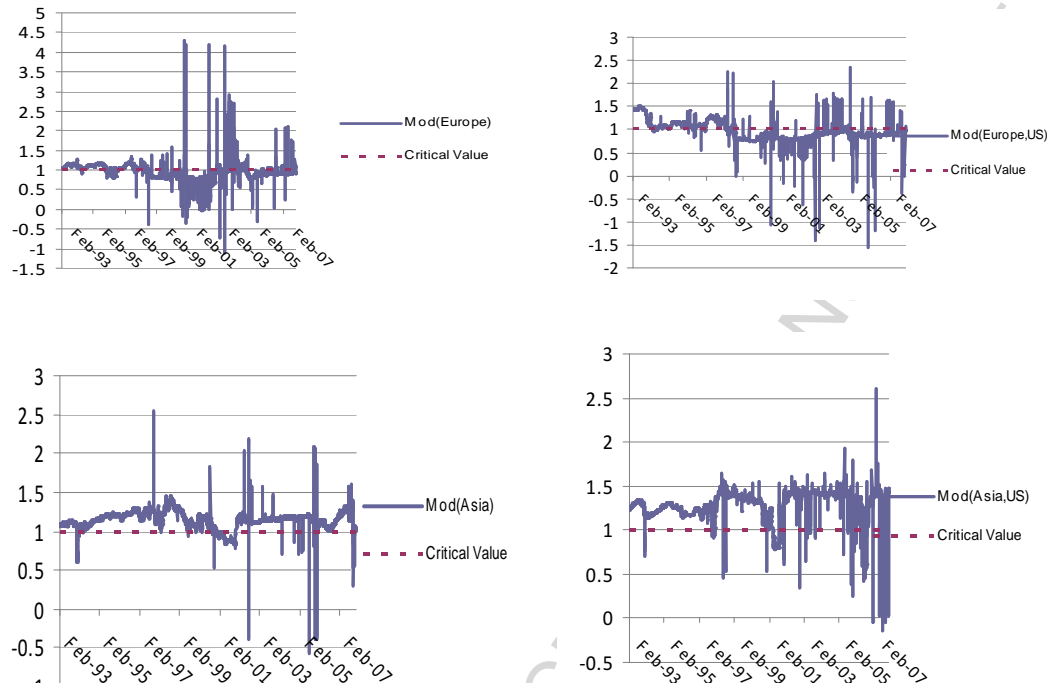 5
4.5
4
3.5
3
2.5
2
1.5
1
0.5
0
-0.5
-1
-1.5
Feb-93
Feb-95
Feb-97
Feb-99
Feb-01
Feb-03
Feb-05
Feb-07
Mod(Europe)
Critical Value
3
2.5
2
1.5
1
0.5
0
-0.5
-1
-1.5
-2
Feb-93
Feb-95
Feb-97
Feb-99
Feb-01
Feb-03
Feb-05
Feb-07
Mod(Europe,US)
Critical Value
3
2.5
2
1.5
1
0.5
0
-0.5
Feb-93
Feb-95
Feb-97
Feb-99
Feb-01
Feb-03
Feb-05
Feb-07
Mod(Asia)
Critical Value
3
2.5
2
1.5
1
0.5
0
-0.5
Feb-93
Feb-95
Feb-97
Feb-99
Feb-01
Feb-03
Feb-05
Feb-07
Mod(Asia,US)
Critical Value